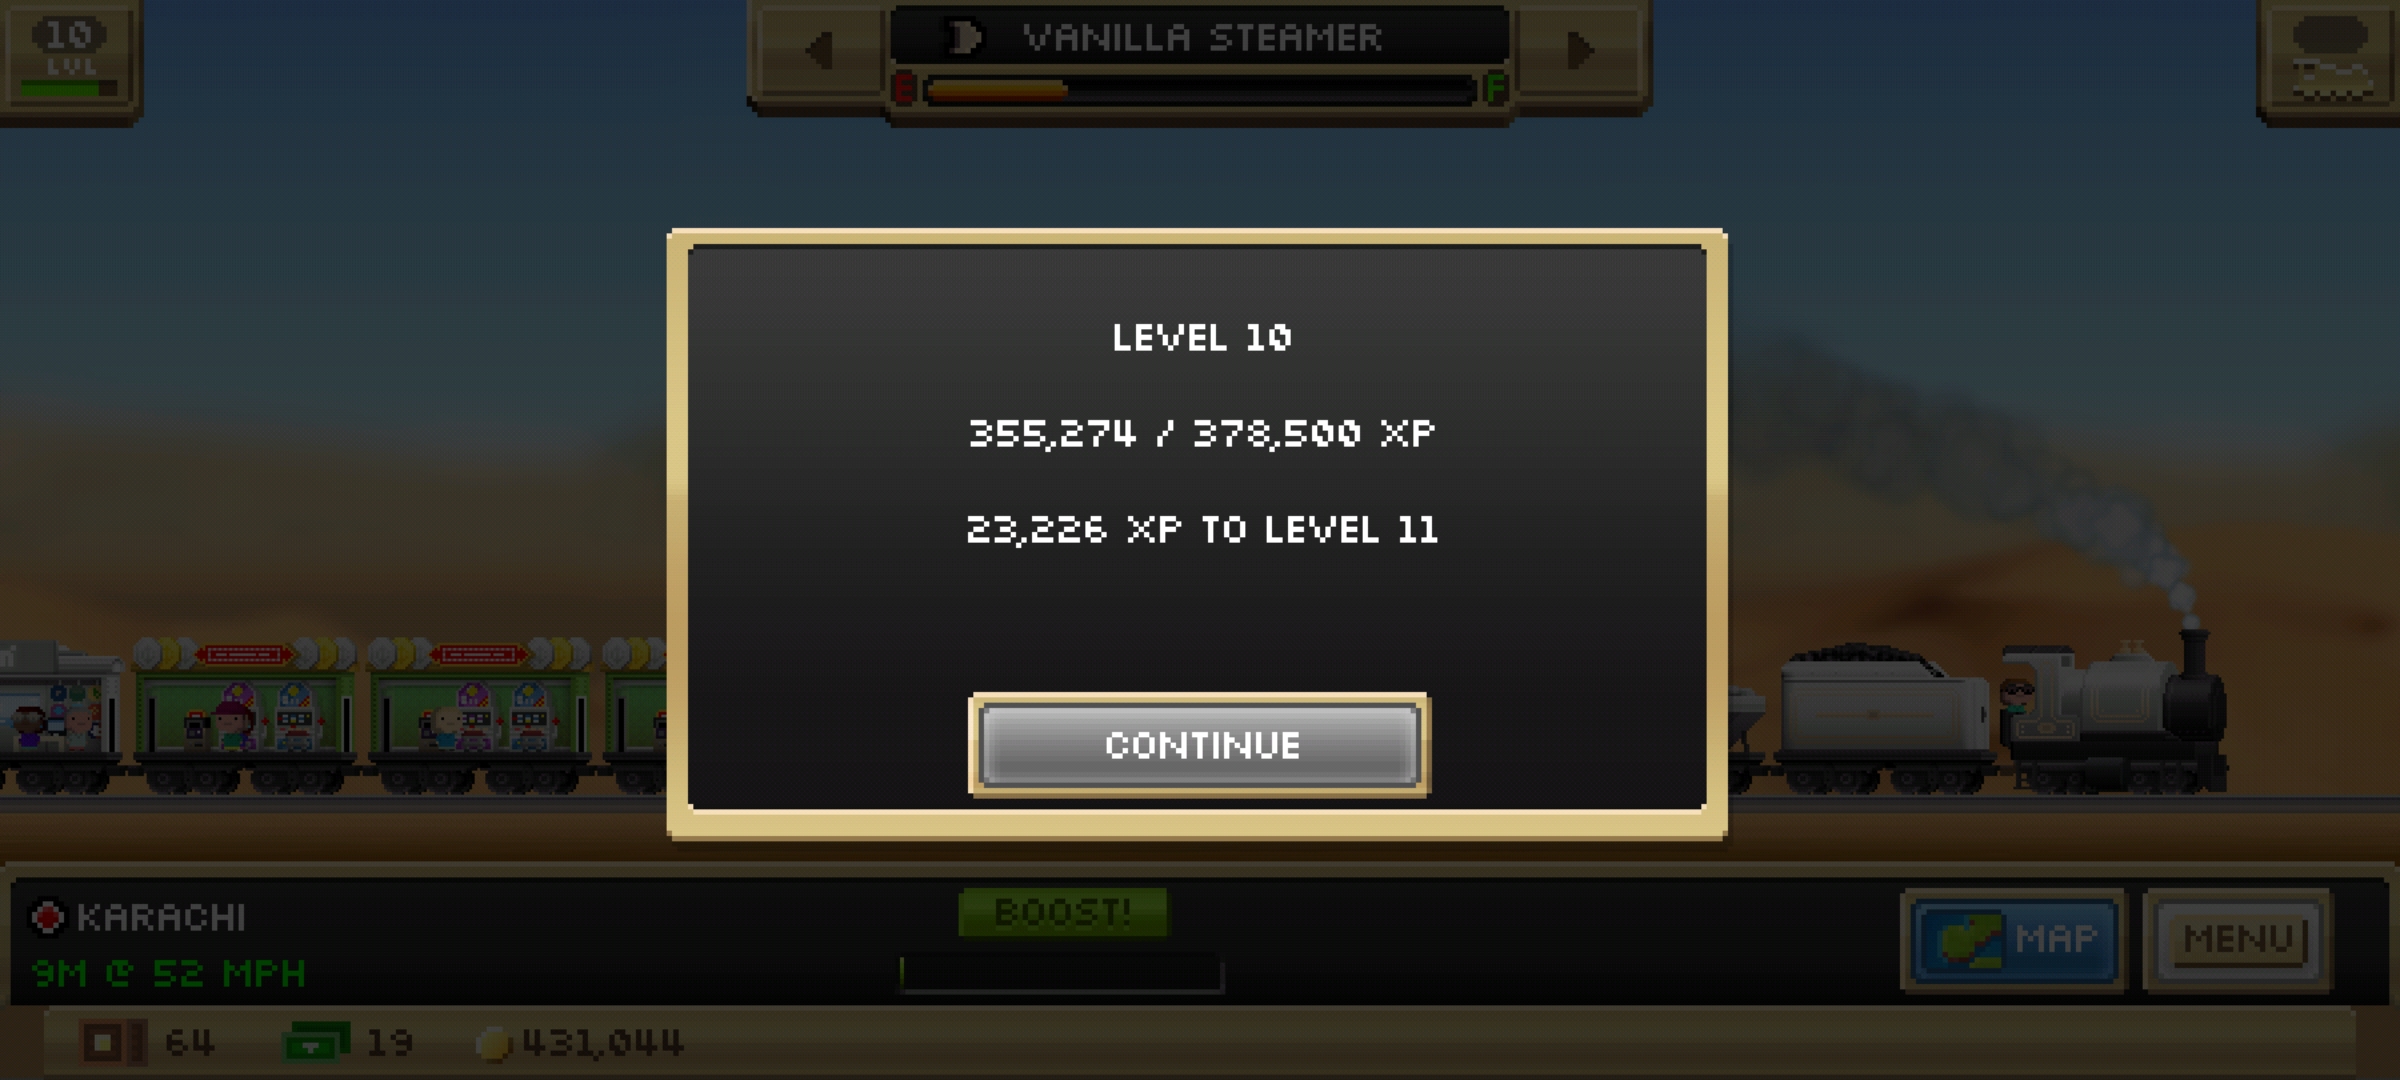 10
LVL
VANILLA STEAMER
E
F
LEVEL 10
355,274 / 378,500 XP
23,226 XP TO LEVEL 11
CONTINUE
KARACHI
9M @ 52 MPH
BOOST!
MAP
MENU
64
19
431,044